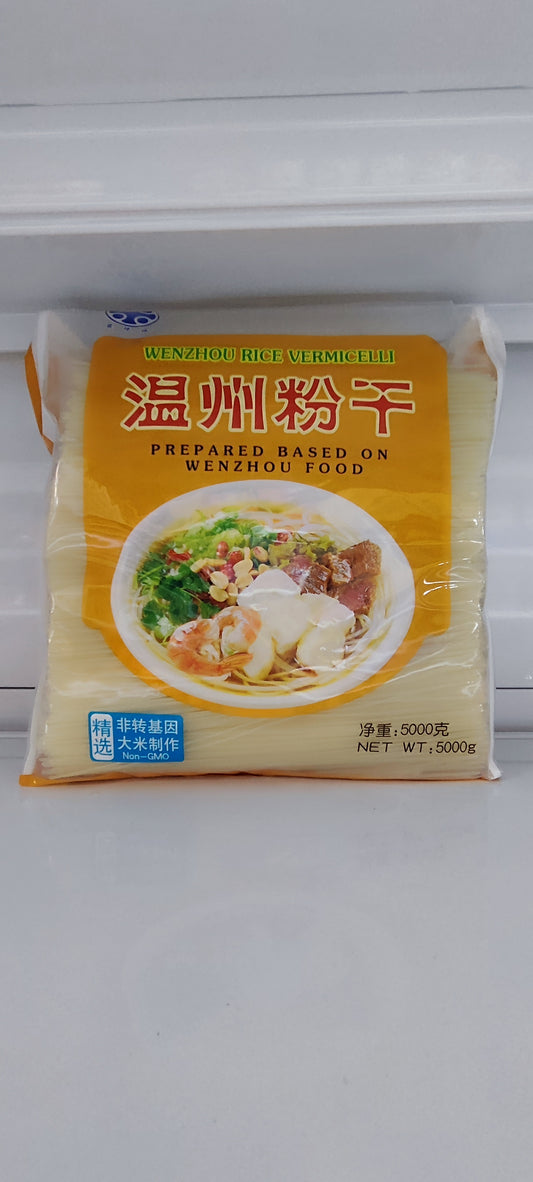 WENZHOU RICE VERMICELLI
温州粉干
PREPARED BASED ON
WENZHOU FOOD
精选
非转基因
大米制作
Non-GMO
净重:5000克
NET WT:5000g